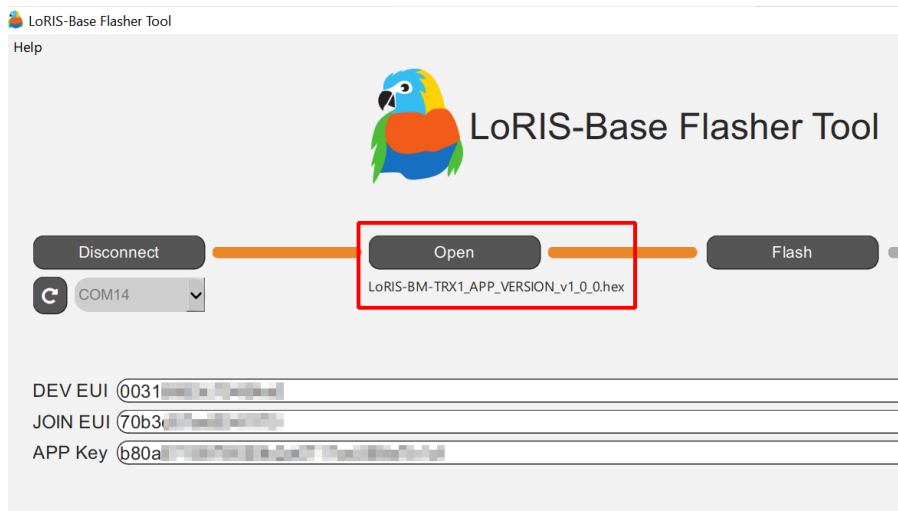 LoRIS-Base Flasher Tool
Help
LoRIS-Base Flasher Tool
Disconnect
Open
Flash
COM14
LoRIS-BM-TRX1_APP_VERSION_v1_0_0.hex
DEV EUI 0031
JOIN EUI 70b3
APP Key b80a